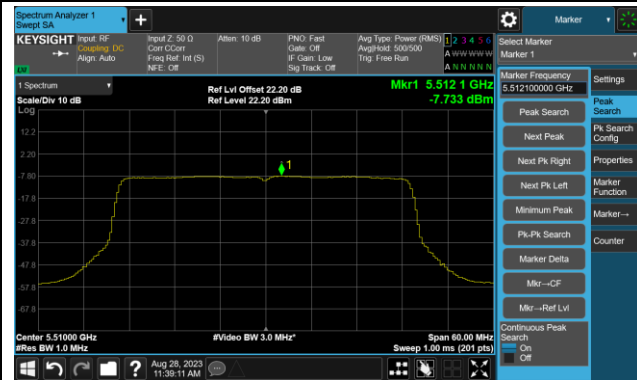 Spectrum Analyzer 1
Swept SA
+
Marker
KEYSIGHT
Input: RF
Coupling: DC
Align: Auto
Input Z: 50 Ω
Corr CCorr
Freq Ref: Int (S)
NFE: Off
Atten: 10 dB
PNO: Fast
Gate: Off
IF Gain: Low
Sig Track: Off
Avg Type: Power (RMS)
Avg|Hold: 500/500
Trig: Free Run
1 2 3 4 5 6
A W W W W W
A N N N N N
LXI
Select Marker
Marker 1
1 Spectrum
Scale/Div 10 dB
Log
Ref Lvl Offset 22.20 dB
Ref Level 22.20 dBm
Mkr1 5.512 1 GHz
-7.733 dBm
12.2
2.20
-7.80
-17.8
-27.8
-37.8
-47.8
-57.8
-67.8
1
Center 5.51000 GHz
#Res BW 1.0 MHz
#Video BW 3.0 MHz*
Span 60.00 MHz
Sweep 1.00 ms (201 pts)
Marker Frequency
5.512100000 GHz
Peak Search
Next Peak
Next Pk Right
Next Pk Left
Minimum Peak
Pk-Pk Search
Marker Delta
Mkr→CF
Mkr→Ref Lvl
Continuous Peak
Search
On
Off
Settings
Peak
Search
Pk Search
Config
Properties
Marker
Function
Marker→
Counter
?
Aug 28, 2023
11:39:11 AM